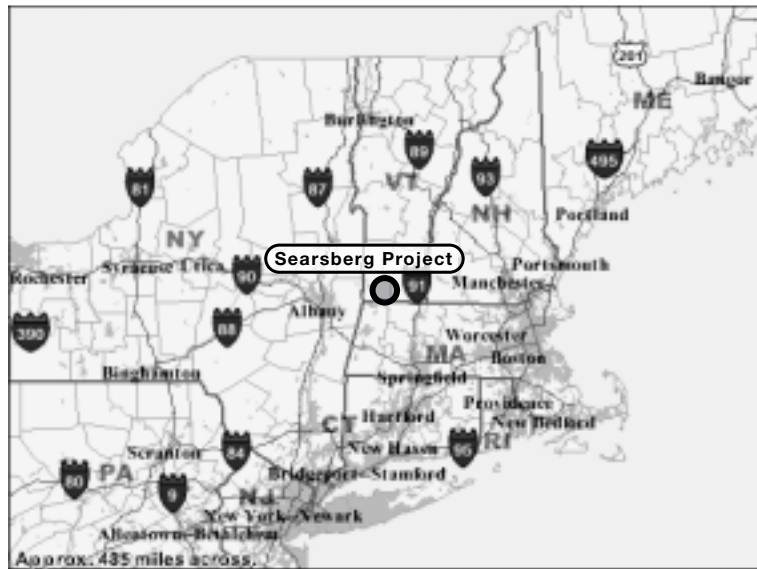 201
Bangor
ME
Burlington
89
495
81
87
VT
93
NH
Portland
NY
Searsberg Project
Portsmouth
Rochester
Syracuse Utica
90
91
Manchester
Albany
390
88
Worcester
MA
Boston
Binghamton
Springfield
Providence
Hartford
New Bedford
CT
RI
Scranton
84
New Haven
95
PA
80
9
Bridgeport--Stamford
NJ
New York--Newark
Allentown--Bethlehem
Approx. 485 miles across.